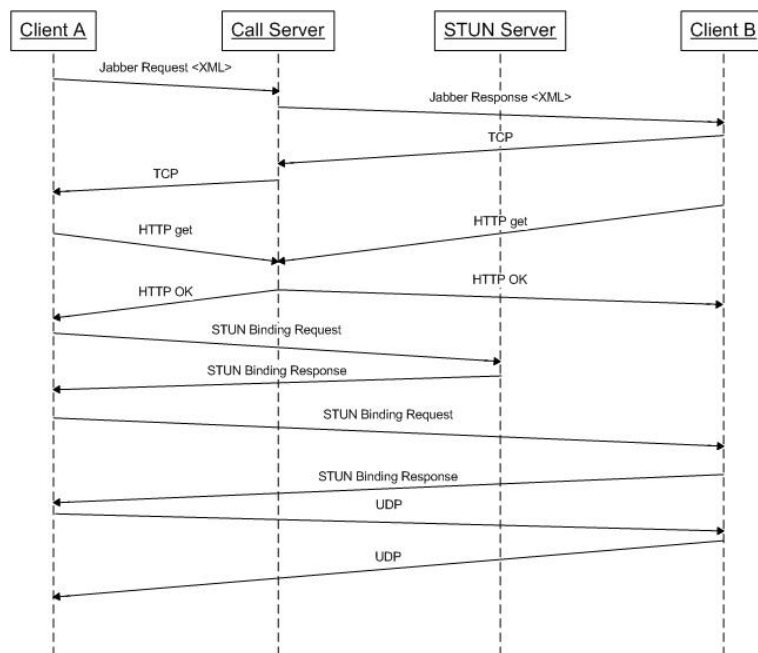 Client A
Call Server
STUN Server
Client B
Jabber Request <XML>
Jabber Response <XML>
TCP
TCP
HTTP get
HTTP get
HTTP OK
HTTP OK
STUN Binding Request
STUN Binding Response
STUN Binding Request
STUN Binding Response
UDP
UDP